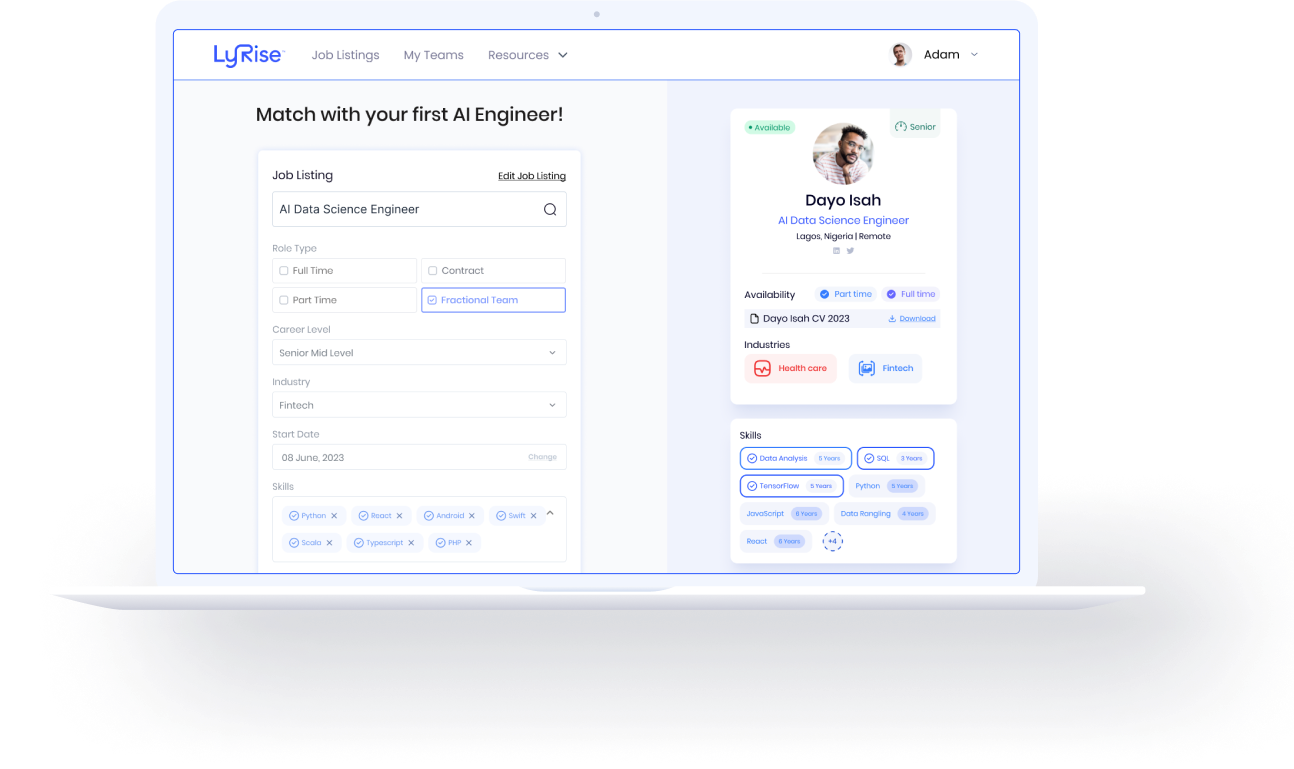 LyRise™ Job Listings My Teams Resources Adam
Match with your first AI Engineer!
Job Listing Edit Job Listing
AI Data Science Engineer
Role Type
Full Time Contract
Part Time Fractional Team
Career Level
Senior Mid Level
Industry
Fintech
Start Date
08 June, 2023 Change
Skills
Python React Android Swift
Scala Typescript PHP
Available Senior
Dayo Isah
AI Data Science Engineer
Lagos, Nigeria | Remote
Availability Part time Full time
Dayo Isah CV 2023 Download
Industries
Health care Fintech
Skills
Data Analysis 5 Years SQL 3 Years
TensorFlow 5 Years Python 5 Years
JavaScript 8 Years Data Rangling 4 Years
React 8 Years +4